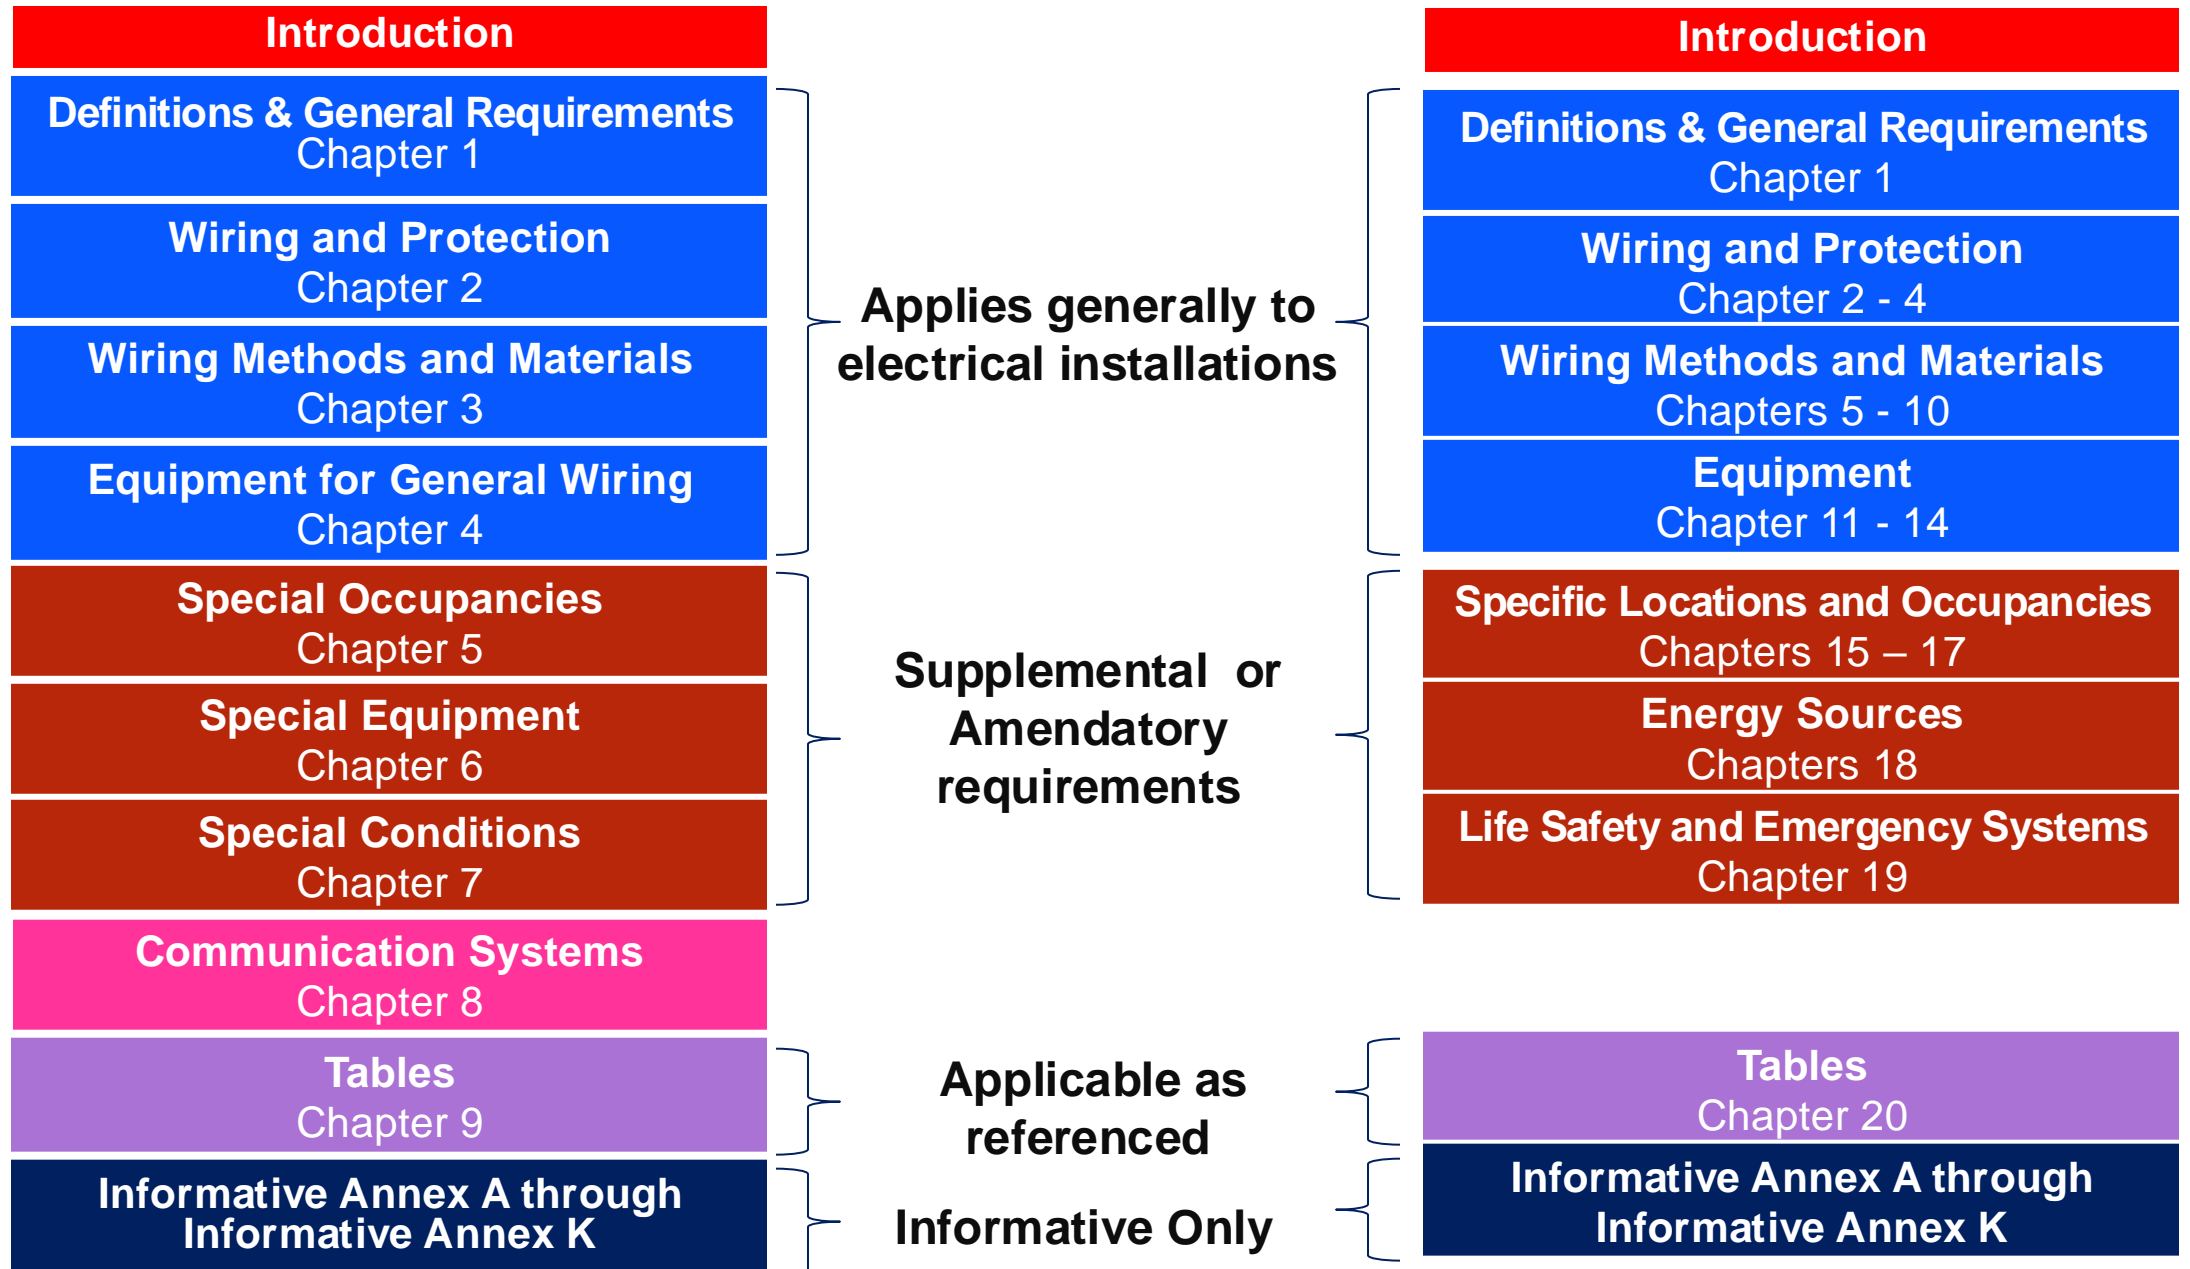 Introduction
Definitions & General Requirements
Chapter 1
Wiring and Protection
Chapter 2
Wiring Methods and Materials
Chapter 3
Equipment for General Wiring
Chapter 4
Special Occupancies
Chapter 5
Special Equipment
Chapter 6
Special Conditions
Chapter 7
Communication Systems
Chapter 8
Tables
Chapter 9
Informative Annex A through
Informative Annex K
Applies generally to
electrical installations
Supplemental or
Amendatory
requirements
Applicable as
referenced
Informative Only
Introduction
Definitions & General Requirements
Chapter 1
Wiring and Protection
Chapter 2 - 4
Wiring Methods and Materials
Chapters 5 - 10
Equipment
Chapter 11 - 14
Specific Locations and Occupancies
Chapters 15 – 17
Energy Sources
Chapters 18
Life Safety and Emergency Systems
Chapter 19
Tables
Chapter 20
Informative Annex A through
Informative Annex K